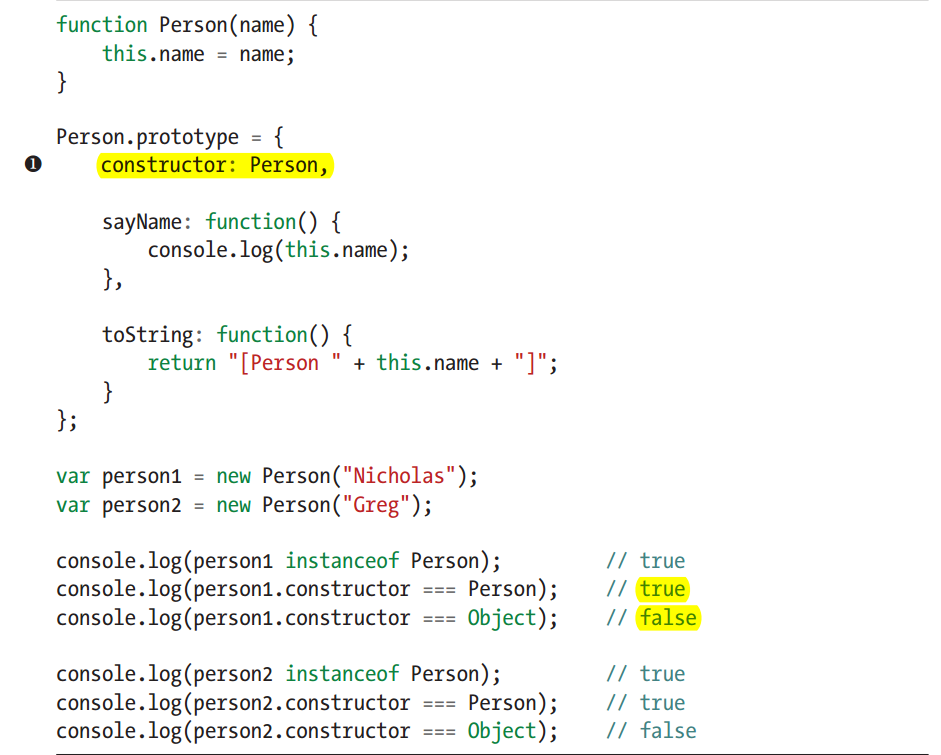 function Person(name) {
    this.name = name;
}
Person.prototype = {
❶ constructor: Person,
    sayName: function() {
        console.log(this.name);
    },
    toString: function() {
        return "[Person " + this.name + "]";
    }
};
var person1 = new Person("Nicholas");
var person2 = new Person("Greg");
console.log(person1 instanceof Person); // true
console.log(person1.constructor === Person); // true
console.log(person1.constructor === Object); // false
console.log(person2 instanceof Person); // true
console.log(person2.constructor === Person); // true
console.log(person2.constructor === Object); // false